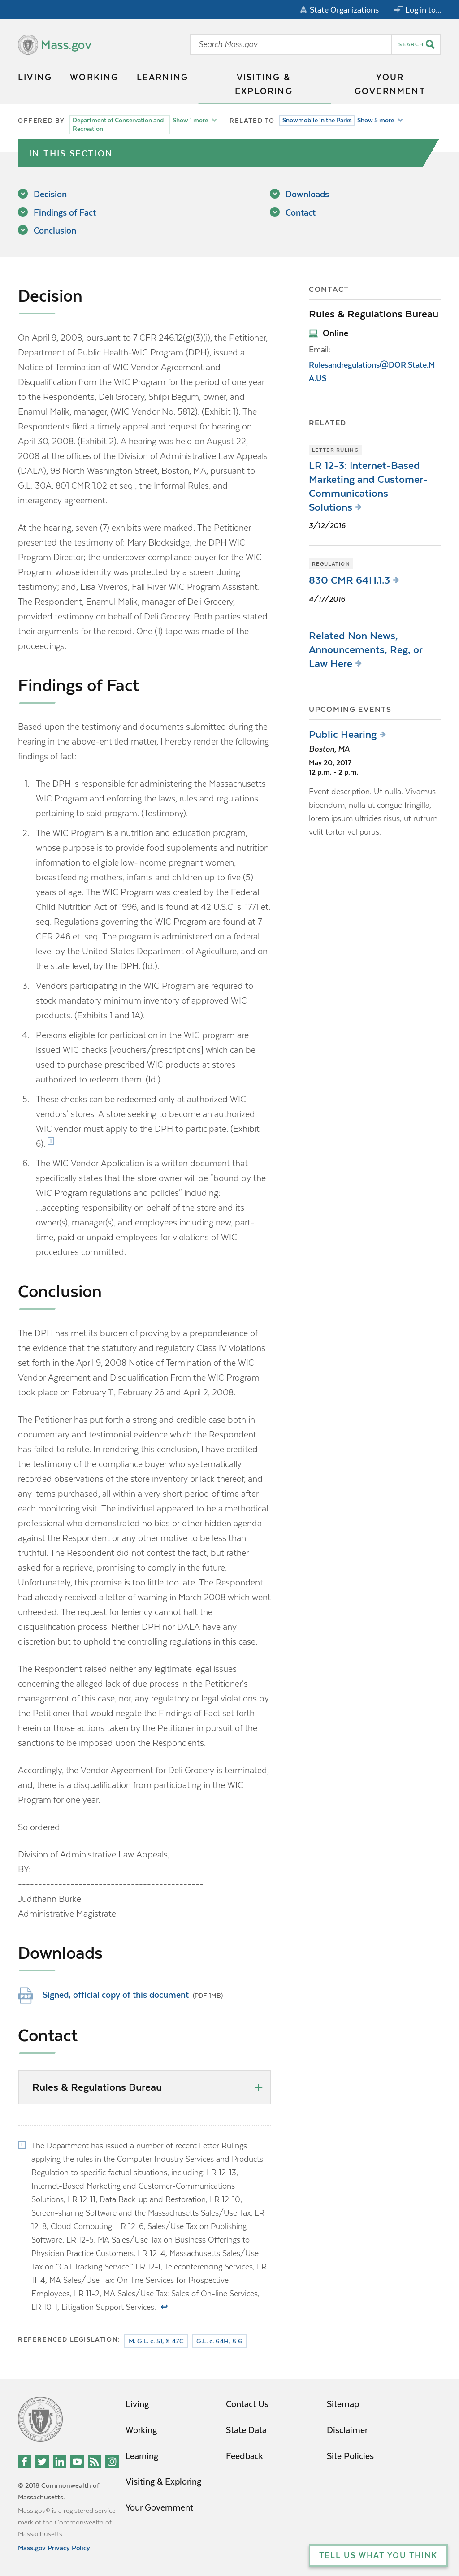 State Organizations
Log in to...
Mass.gov
Search Mass.gov
SEARCH
LIVING
WORKING
LEARNING
VISITING &
EXPLORING
YOUR
GOVERNMENT
OFFERED BY
Department of Conservation and
Recreation
Show 1 more
RELATED TO
Snowmobile in the Parks
Show 5 more
IN THIS SECTION
Decision
Findings of Fact
Conclusion
Downloads
Contact
Decision
On April 9, 2008, pursuant to 7 CFR 246.12(g)(3)(i), the Petitioner,
Department of Public Health-WIC Program (DPH), issued a
Notice of Termination of WIC Vendor Agreement and
Disqualification from the WIC Program for the period of one year
to the Respondents, Deli Grocery, Shilpi Begum, owner, and
Enamul Malik, manager, (WIC Vendor No. 5812). (Exhibit 1). The
Respondents filed a timely appeal and request for hearing on
April 30, 2008. (Exhibit 2). A hearing was held on August 22,
2008 at the offices of the Division of Administrative Law Appeals
(DALA), 98 North Washington Street, Boston, MA, pursuant to
G.L. 30A, 801 CMR 1.02 et seq., the Informal Rules, and
interagency agreement.
At the hearing, seven (7) exhibits were marked. The Petitioner
presented the testimony of: Mary Blocksidge, the DPH WIC
Program Director; the undercover compliance buyer for the WIC
Program, whose identity was protected by a screen during
testimony; and, Lisa Viveiros, Fall River WIC Program Assistant.
The Respondent, Enamul Malik, manager of Deli Grocery,
provided testimony on behalf of Deli Grocery. Both parties stated
their arguments for the record. One (1) tape was made of the
proceedings.
Findings of Fact
Based upon the testimony and documents submitted during the
hearing in the above-entitled matter, I hereby render the following
findings of fact:
1. The DPH is responsible for administering the Massachusetts
WIC Program and enforcing the laws, rules and regulations
pertaining to said program. (Testimony).
2. The WIC Program is a nutrition and education program,
whose purpose is to provide food supplements and nutrition
information to eligible low-income pregnant women,
breastfeeding mothers, infants and children up to five (5)
years of age. The WIC Program was created by the Federal
Child Nutrition Act of 1996, and is found at 42 U.S.C. s. 1771 et.
seq. Regulations governing the WIC Program are found at 7
CFR 246 et. seq. The program is administered on a federal
level by the United States Department of Agriculture, and on
the state level, by the DPH. (Id.).
3. Vendors participating in the WIC Program are required to
stock mandatory minimum inventory of approved WIC
products. (Exhibits 1 and 1A).
4. Persons eligible for participation in the WIC program are
issued WIC checks [vouchers/prescriptions] which can be
used to purchase prescribed WIC products at stores
authorized to redeem them. (Id.).
5. These checks can be redeemed only at authorized WIC
vendors' stores. A store seeking to become an authorized
WIC vendor must apply to the DPH to participate. (Exhibit
6). 1
6. The WIC Vendor Application is a written document that
specifically states that the store owner will be "bound by the
WIC Program regulations and policies" including:
...accepting responsibility on behalf of the store and its
owner(s), manager(s), and employees including new, part-
time, paid or unpaid employees for violations of WIC
procedures committed.
Conclusion
The DPH has met its burden of proving by a preponderance of
the evidence that the statutory and regulatory Class IV violations
set forth in the April 9, 2008 Notice of Termination of the WIC
Vendor Agreement and Disqualification From the WIC Program
took place on February 11, February 26 and April 2, 2008.
The Petitioner has put forth a strong and credible case both in
documentary and testimonial evidence which the Respondent
has failed to refute. In rendering this conclusion, I have credited
the testimony of the compliance buyer who systematically
recorded observations of the store inventory or lack thereof, and
any items purchased, all within a very short period of time after
each monitoring visit. The individual appeared to be a methodical
professional who demonstrated no bias or other hidden agenda
against the Respondent or any other motive to be less than
truthful. The Respondent did not contest the fact, but rather
asked for a reprieve, promising to comply in the future.
Unfortunately, this promise is too little too late. The Respondent
had already received a letter of warning in March 2008 which went
unheeded. The request for leniency cannot halt the
disqualification process. Neither DPH nor DALA have any
discretion but to uphold the controlling regulations in this case.
The Respondent raised neither any legitimate legal issues
concerning the alleged lack of due process in the Petitioner's
management of this case, nor, any regulatory or legal violations by
the Petitioner that would negate the Findings of Fact set forth
herein or those actions taken by the Petitioner in pursuit of the
sanctions to be imposed upon the Respondents.
Accordingly, the Vendor Agreement for Deli Grocery is terminated,
and, there is a disqualification from participating in the WIC
Program for one year.
So ordered.
Division of Administrative Law Appeals,
BY:
----------------------------------------------
Judithann Burke
Administrative Magistrate
Downloads
Signed, official copy of this document (PDF 1MB)
Contact
Rules & Regulations Bureau
1 The Department has issued a number of recent Letter Rulings
applying the rules in the Computer Industry Services and Products
Regulation to specific factual situations, including: LR 12-13,
Internet-Based Marketing and Customer-Communications
Solutions, LR 12-11, Data Back-up and Restoration, LR 12-10,
Screen-sharing Software and the Massachusetts Sales/Use Tax, LR
12-8, Cloud Computing, LR 12-6, Sales/Use Tax on Publishing
Software, LR 12-5, MA Sales/Use Tax on Business Offerings to
Physician Practice Customers, LR 12-4, Massachusetts Sales/Use
Tax on "Call Tracking Service," LR 12-1, Teleconferencing Services, LR
11-4, MA Sales/Use Tax: On-line Services for Prospective
Employees, LR 11-2, MA Sales/Use Tax: Sales of On-line Services,
LR 10-1, Litigation Support Services. ↩
REFERENCED LEGISLATION:
M. G.L. c. 51, § 47C
G.L. c. 64H, § 6
CONTACT
Rules & Regulations Bureau
Online
Email:
Rulesandregulations@DOR.State.M
A.US
RELATED
LETTER RULING
LR 12-3: Internet-Based
Marketing and Customer-
Communications
Solutions
3/12/2016
REGULATION
830 CMR 64H.1.3
4/17/2016
Related Non News,
Announcements, Reg, or
Law Here
UPCOMING EVENTS
Public Hearing
Boston, MA
May 20, 2017
12 p.m. - 2 p.m.
Event description. Ut nulla. Vivamus
bibendum, nulla ut congue fringilla,
lorem ipsum ultricies risus, ut rutrum
velit tortor vel purus.
© 2018 Commonwealth of
Massachusetts.
Mass.gov® is a registered service
mark of the Commonwealth of
Massachusetts.
Mass.gov Privacy Policy
Living
Working
Learning
Visiting & Exploring
Your Government
Contact Us
State Data
Feedback
Sitemap
Disclaimer
Site Policies
TELL US WHAT YOU THINK